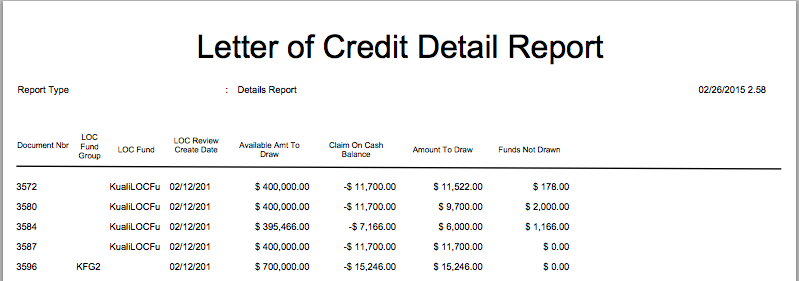 Letter of Credit Detail Report
Report Type : Details Report 02/26/2015 2.58
Document Nbr LOC Fund Group LOC Fund LOC Review Create Date Available Amt To Draw Claim On Cash Balance Amount To Draw Funds Not Drawn
3572 KualiLOCFu 02/12/201 $ 400,000.00 -$ 11,700.00 $ 11,522.00 $ 178.00
3580 KualiLOCFu 02/12/201 $ 400,000.00 -$ 11,700.00 $ 9,700.00 $ 2,000.00
3584 KualiLOCFu 02/12/201 $ 395,466.00 -$ 7,166.00 $ 6,000.00 $ 1,166.00
3587 KualiLOCFu 02/12/201 $ 400,000.00 -$ 11,700.00 $ 11,700.00 $ 0.00
3596 KFG2 02/12/201 $ 700,000.00 -$ 15,246.00 $ 15,246.00 $ 0.00